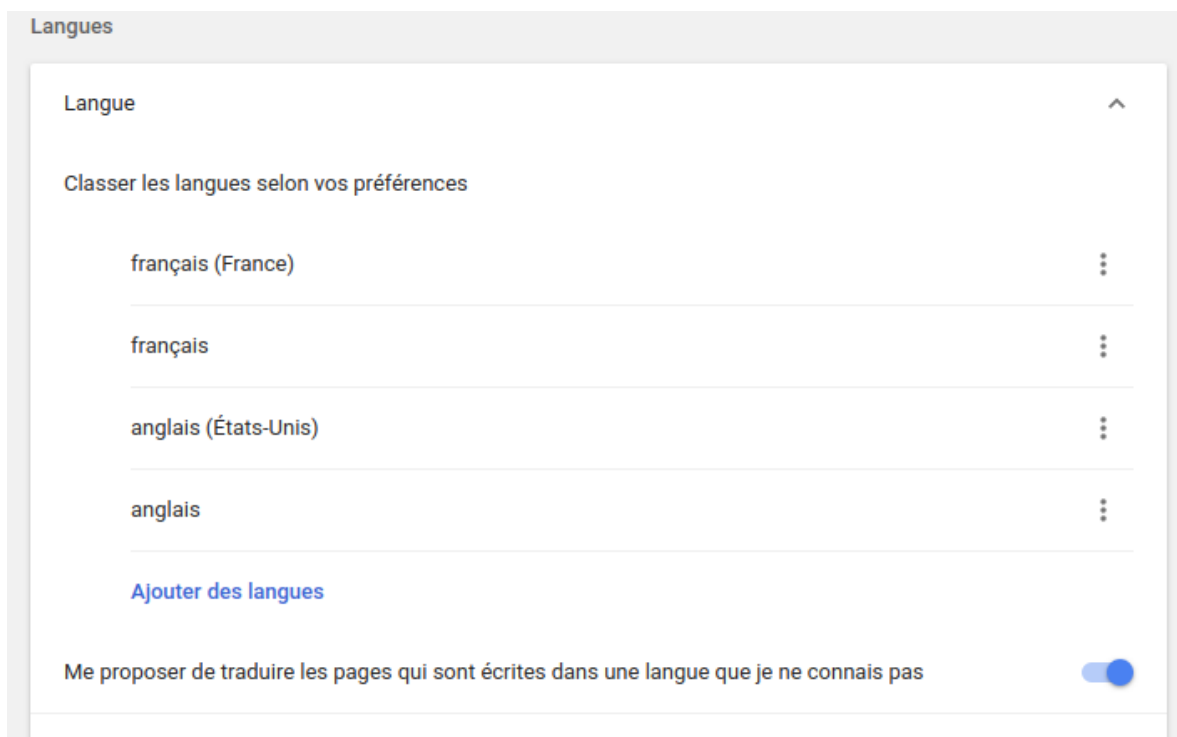 Langues
Langue
Classer les langues selon vos préférences
français (France)
français
anglais (États-Unis)
anglais
Ajouter des langues
Me proposer de traduire les pages qui sont écrites dans une langue que je ne connais pas